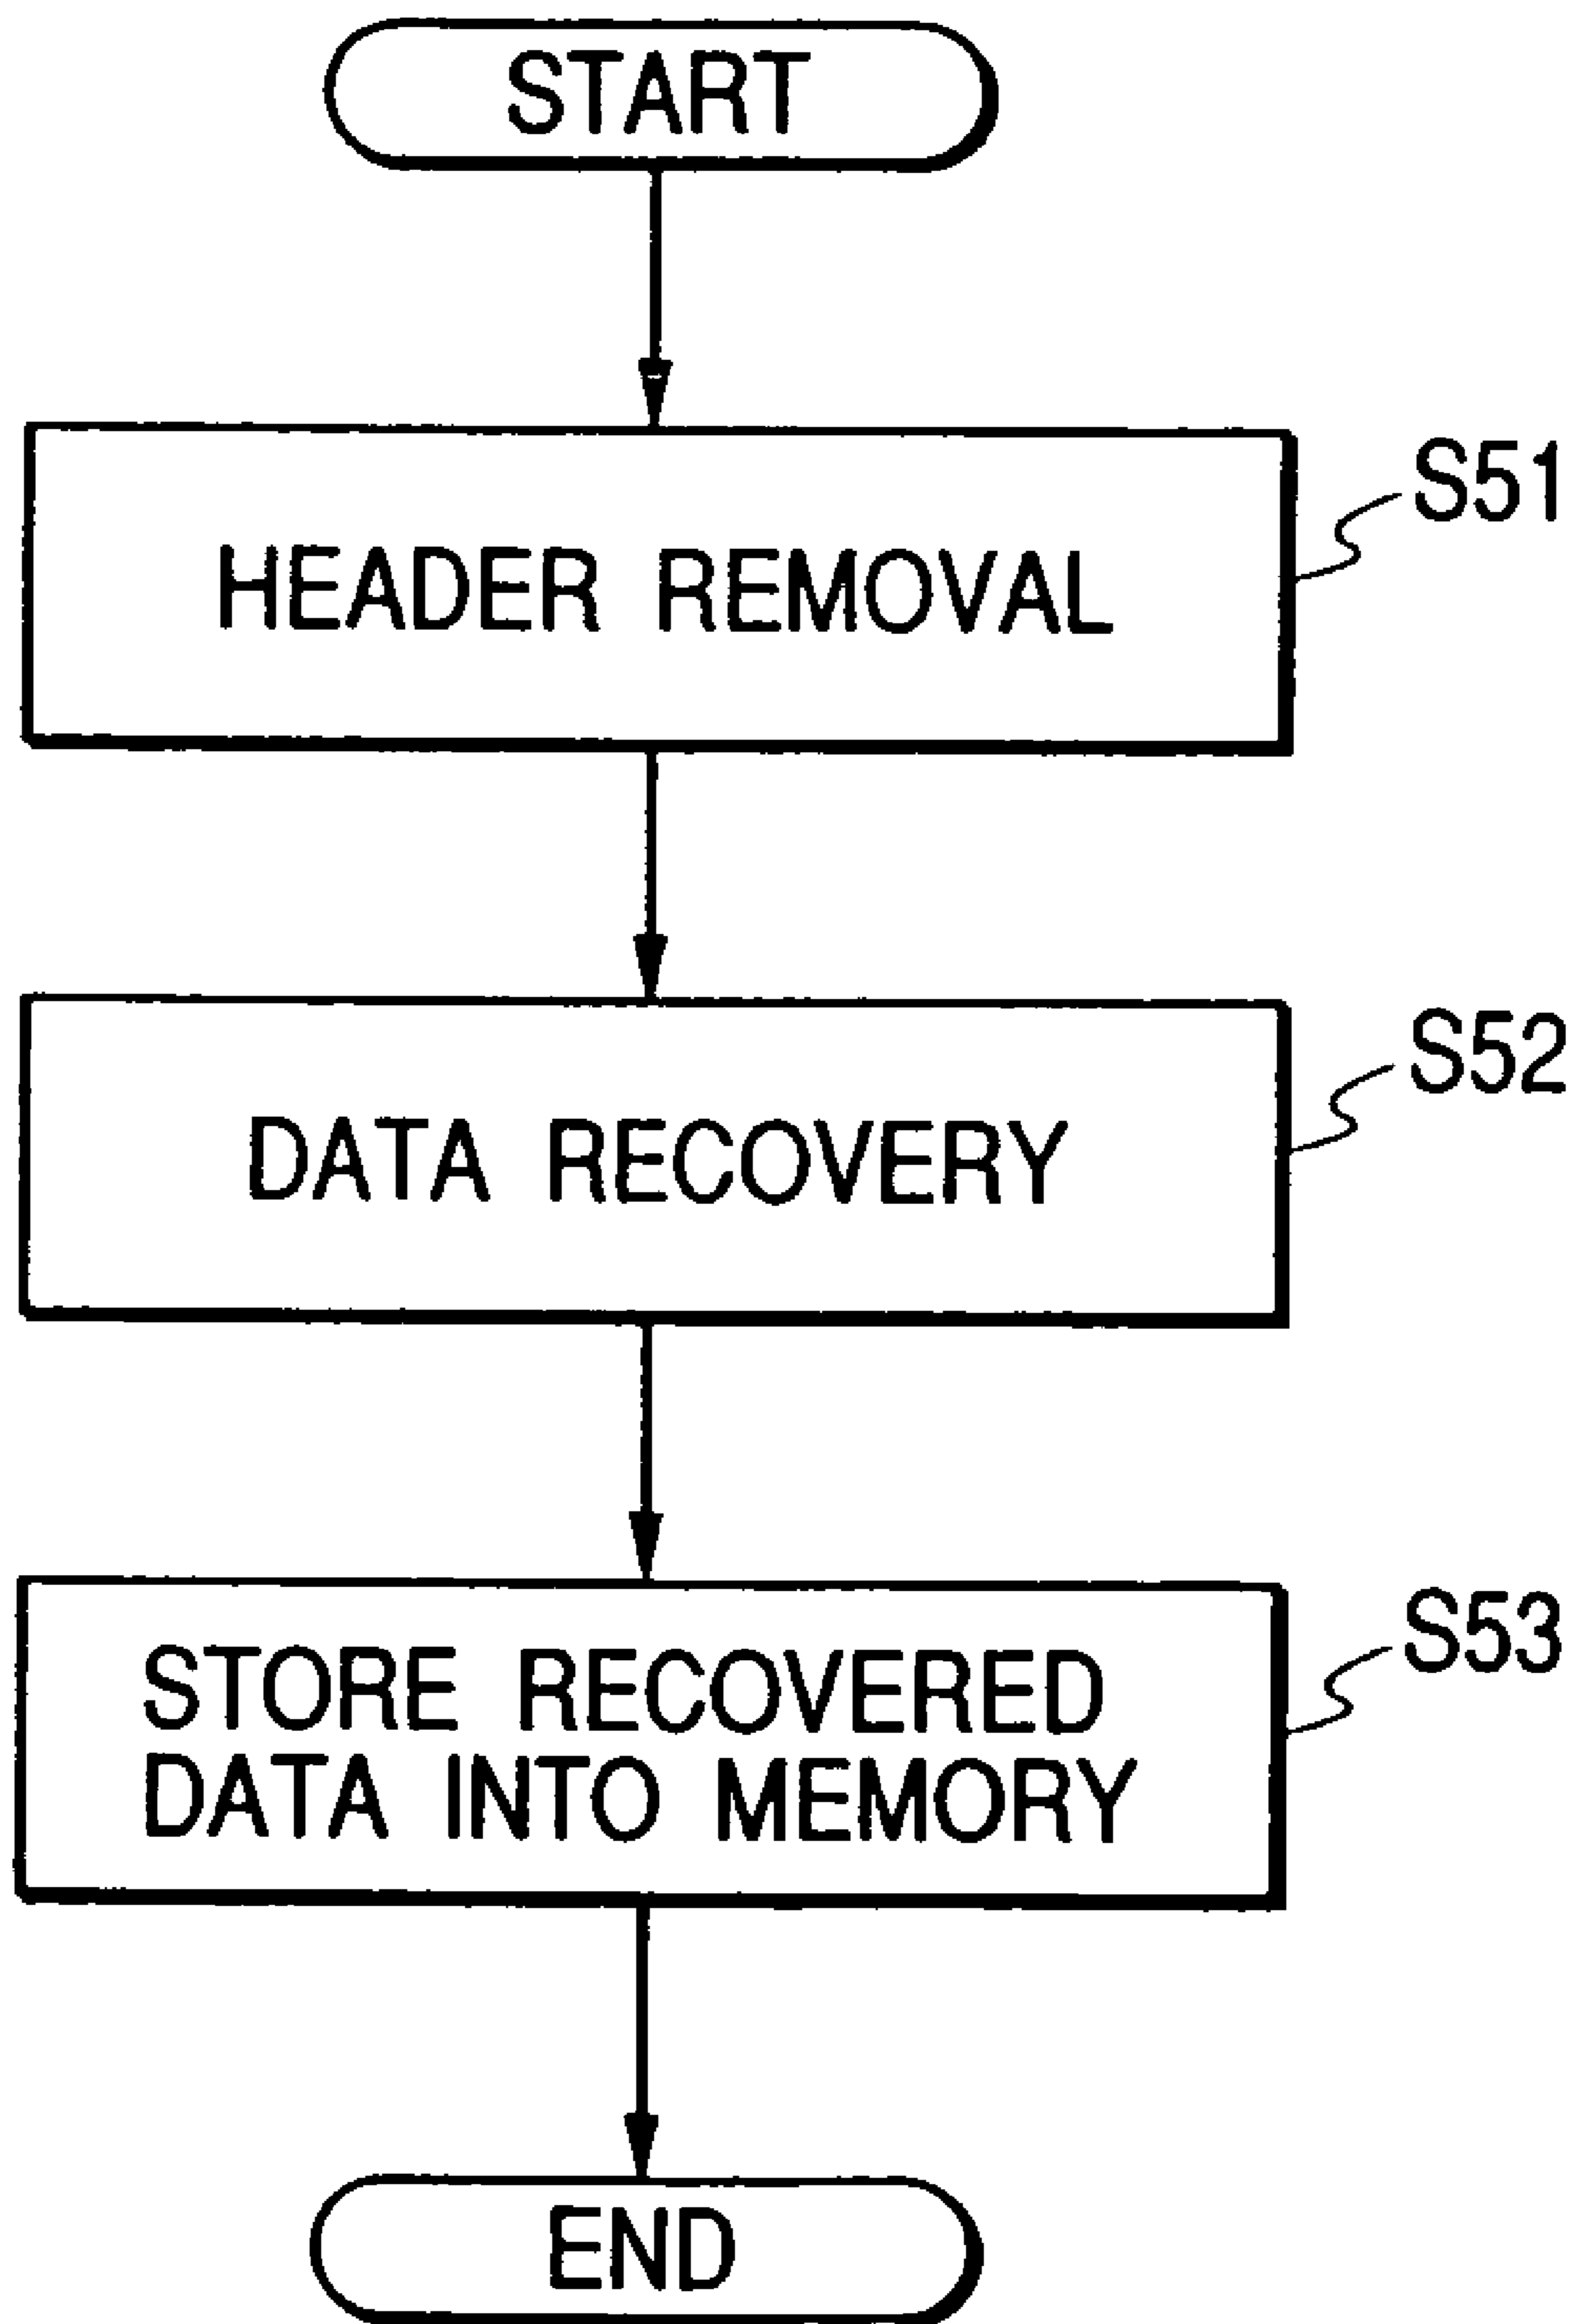 START
HEADER REMOVAL
S51
DATA RECOVERY
S52
STORE RECOVERED
DATA INTO MEMORY
S53
END